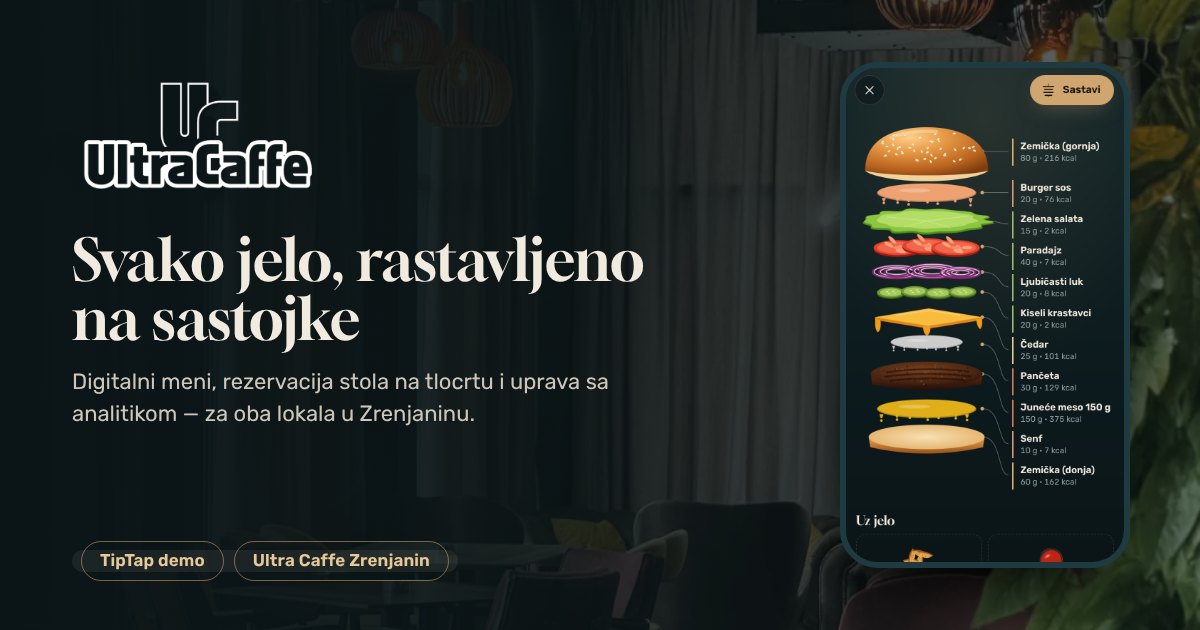 Ur
UltraCaffe
Svako jelo, rastavljeno
na sastojke
Digitalni meni, rezervacija stola na tlocrtu i uprava sa
analitikom — za oba lokala u Zrenjaninu.
TipTap demo
Ultra Caffe Zrenjanin
Sastavi
Zemička (gornja)
80 g • 216 kcal
Burger sos
20 g • 76 kcal
Zelena salata
15 g • 2 kcal
Paradajz
40 g • 7 kcal
Ljubičasti luk
20 g • 8 kcal
Kiseli krastavci
20 g • 2 kcal
Čedar
25 g • 101 kcal
Pančeta
30 g • 129 kcal
Juneće meso 150 g
150 g • 375 kcal
Senf
10 g • 7 kcal
Zemička (donja)
60 g • 162 kcal
Uz jelo